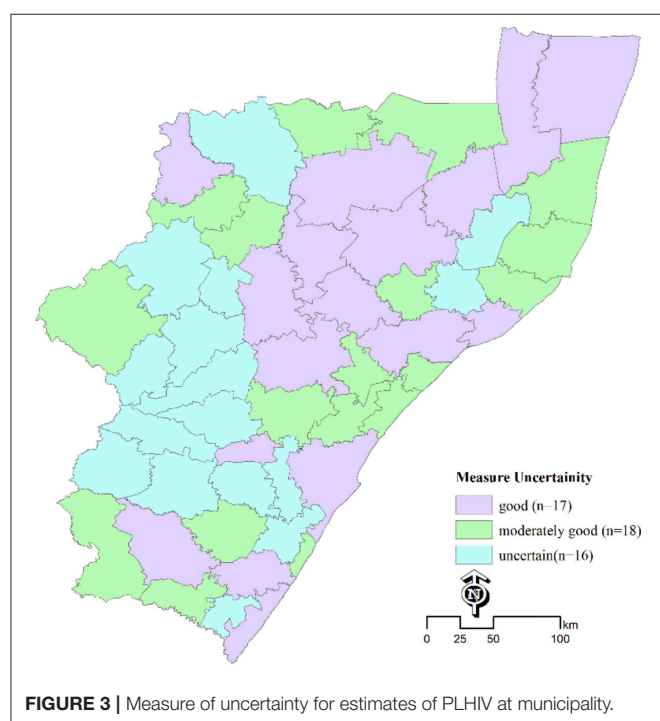 Measure Uncertainity
good (n−17)
moderately good (n=18)
uncertain(n−16)
N
km
0 25 50 100
FIGURE 3 | Measure of uncertainty for estimates of PLHIV at municipality.